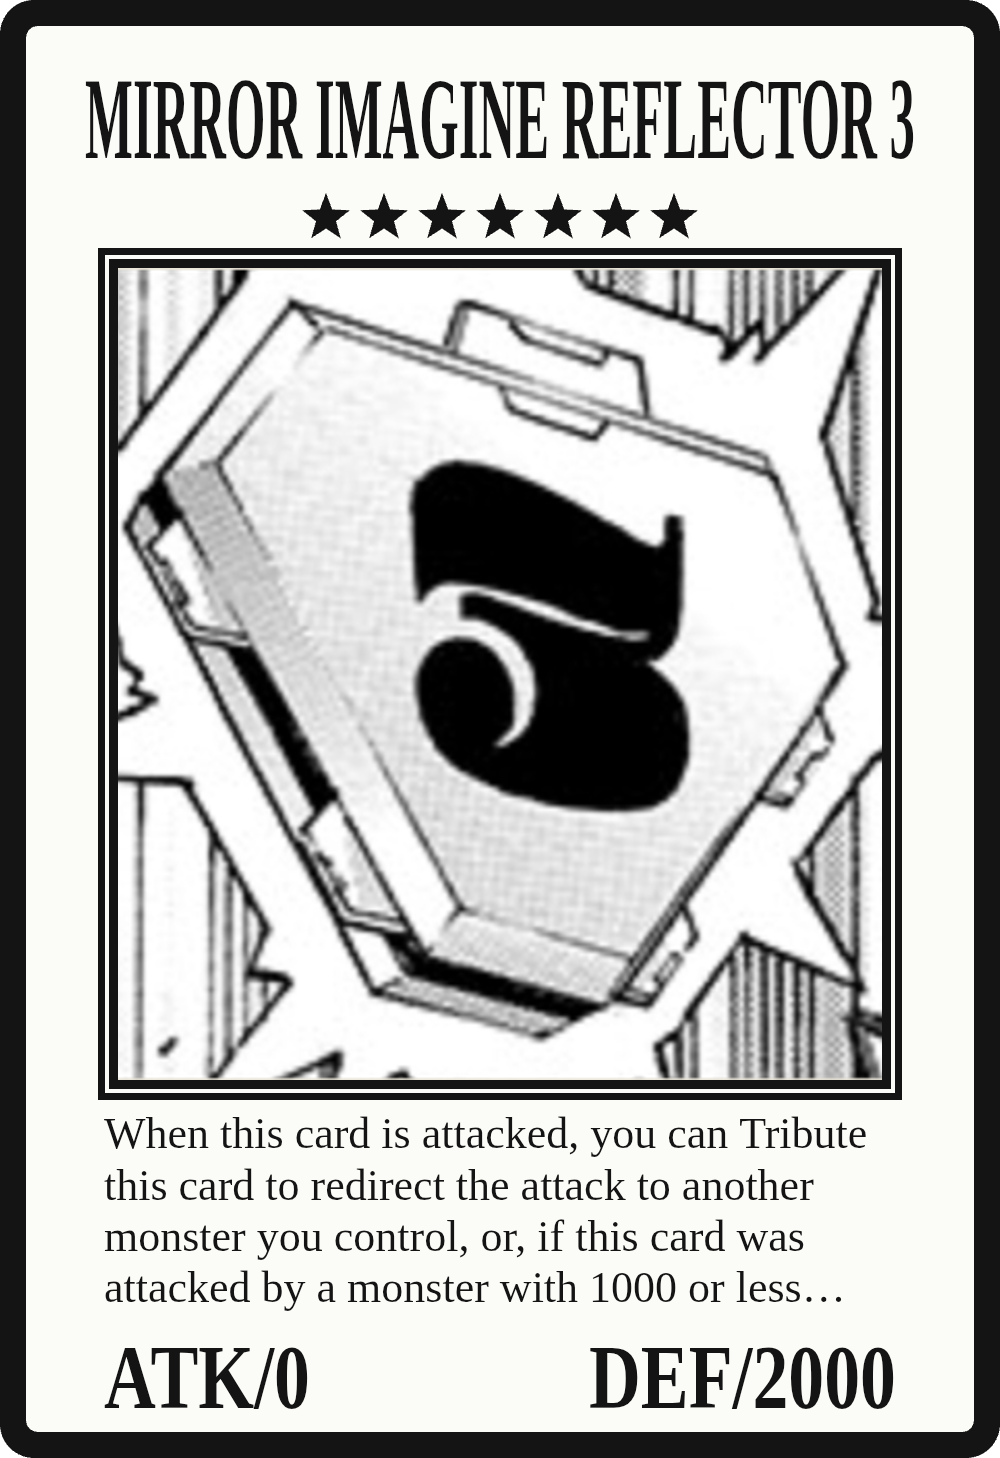 MIRROR IMAGINE REFLECTOR 3
When this card is attacked, you can Tribute
this card to redirect the attack to another
monster you control, or, if this card was
attacked by a monster with 1000 or less…
ATK/0
DEF/2000